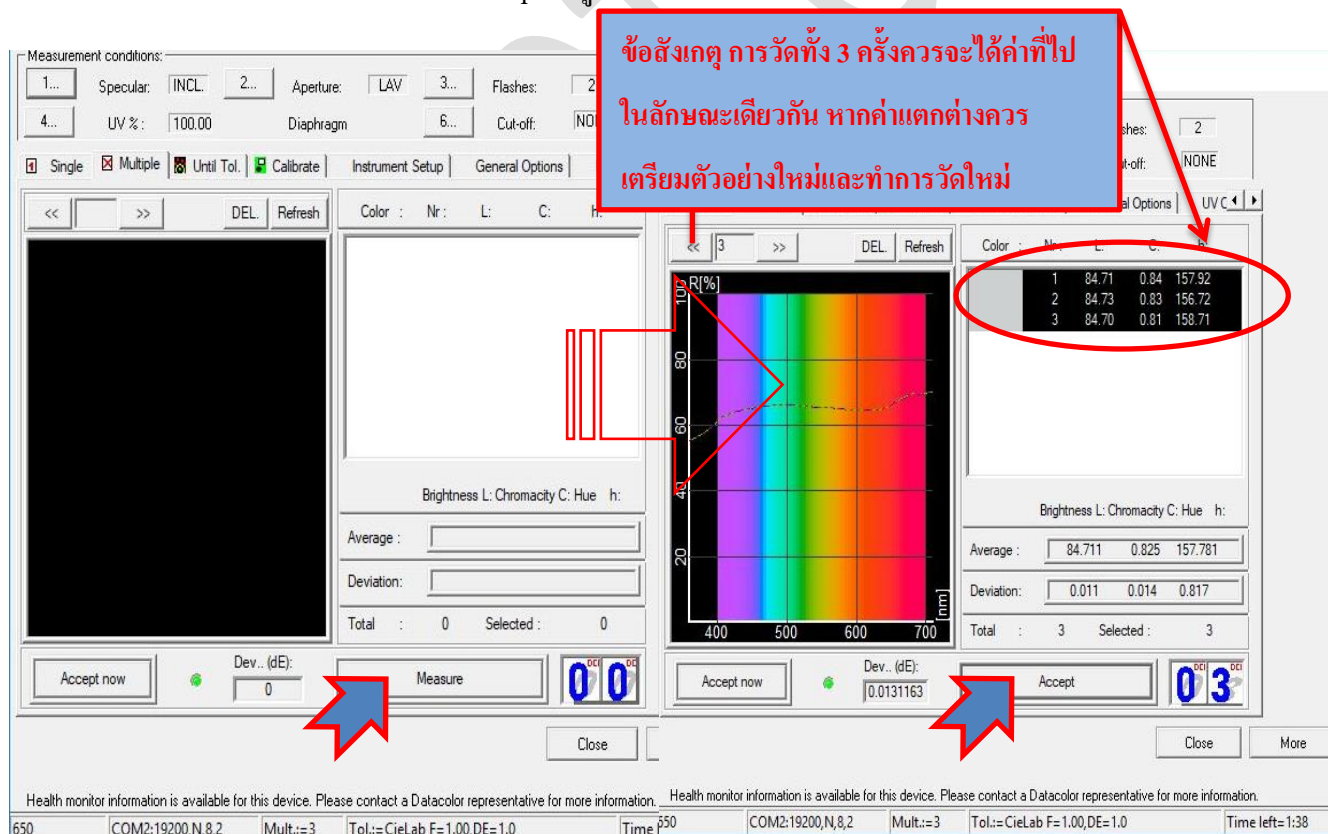 ข้อสังเกตุ การวัดทั้ง 3 ครั้งควรจะได้ค่าที่ไป
ในลักษณะเดียวกัน หากค่าแตกต่างควร
เตรียมตัวอย่างใหม่และทำการวัดใหม่
Measurement conditions:
1... Specular: INCL. 2... Aperture: LAV 3... Flashes: 2
4... UV % : 100.00 Diaphragm 6... Cut-off:
Single Multiple Until Tol. Calibrate Instrument Setup General Options
<< >> DEL. Refresh
Color : Nr : L: C: h:
Brightness L: Chromacity C: Hue h:
Average :
Deviation:
Total : 0 Selected : 0
Accept now Dev.. (dE): 0 Measure DCI 0 DCI 0
Close
Health monitor information is available for this device. Please contact a Datacolor representative for more information.
650 COM2:19200,N,8,2 Mult.:=3 Tol.:=CieLab F=1.00,DE=1.0 Time
shes: 2
t-off: NONE
al Options UV C
<< 3 >> DEL. Refresh
R[%]
100
80
60
40
20
400 500 600 700 [nm]
Color : Nr : L: C: h:
1 84.71 0.84 157.92
2 84.73 0.83 156.72
3 84.70 0.81 158.71
Brightness L: Chromacity C: Hue h:
Average : 84.711 0.825 157.781
Deviation: 0.011 0.014 0.817
Total : 3 Selected : 3
Accept now Dev.. (dE): 0.0131163 Accept DCI 0 DCI 3
Close More
Health monitor information is available for this device. Please contact a Datacolor representative for more information.
650 COM2:19200,N,8,2 Mult.:=3 Tol.:=CieLab F=1.00,DE=1.0 Time left=1:38